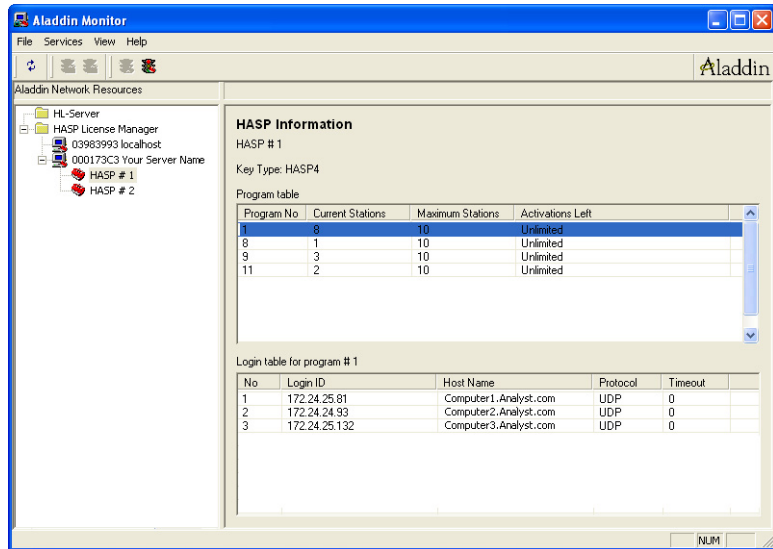 Aladdin Monitor
File Services View Help
Aladdin
Aladdin Network Resources
HL-Server
HASP License Manager
03983993 localhost
000173C3 Your Server Name
HASP # 1
HASP # 2
HASP Information
HASP # 1
Key Type: HASP4
Program table
Program No Current Stations Maximum Stations Activations Left
1 8 10 Unlimited
8 1 10 Unlimited
9 3 10 Unlimited
11 2 10 Unlimited
Login table for program # 1
No Login ID Host Name Protocol Timeout
1 172.24.25.81 Computer1.Analyst.com UDP 0
2 172.24.24.93 Computer2.Analyst.com UDP 0
3 172.24.25.132 Computer3.Analyst.com UDP 0
NUM